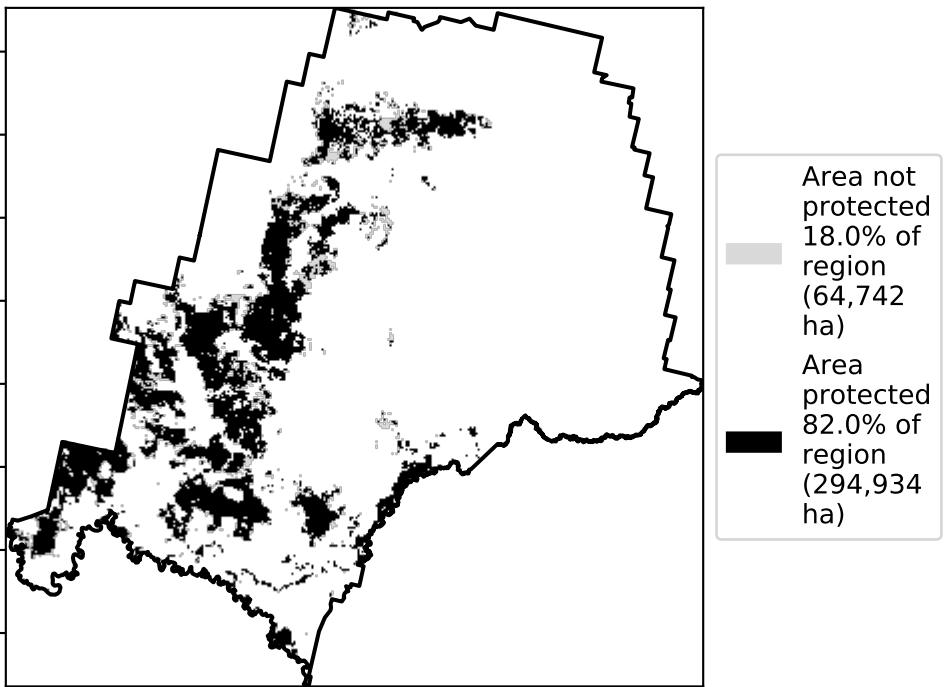 Area not
protected
18.0% of
region
(64,742
ha)
Area
protected
82.0% of
region
(294,934
ha)